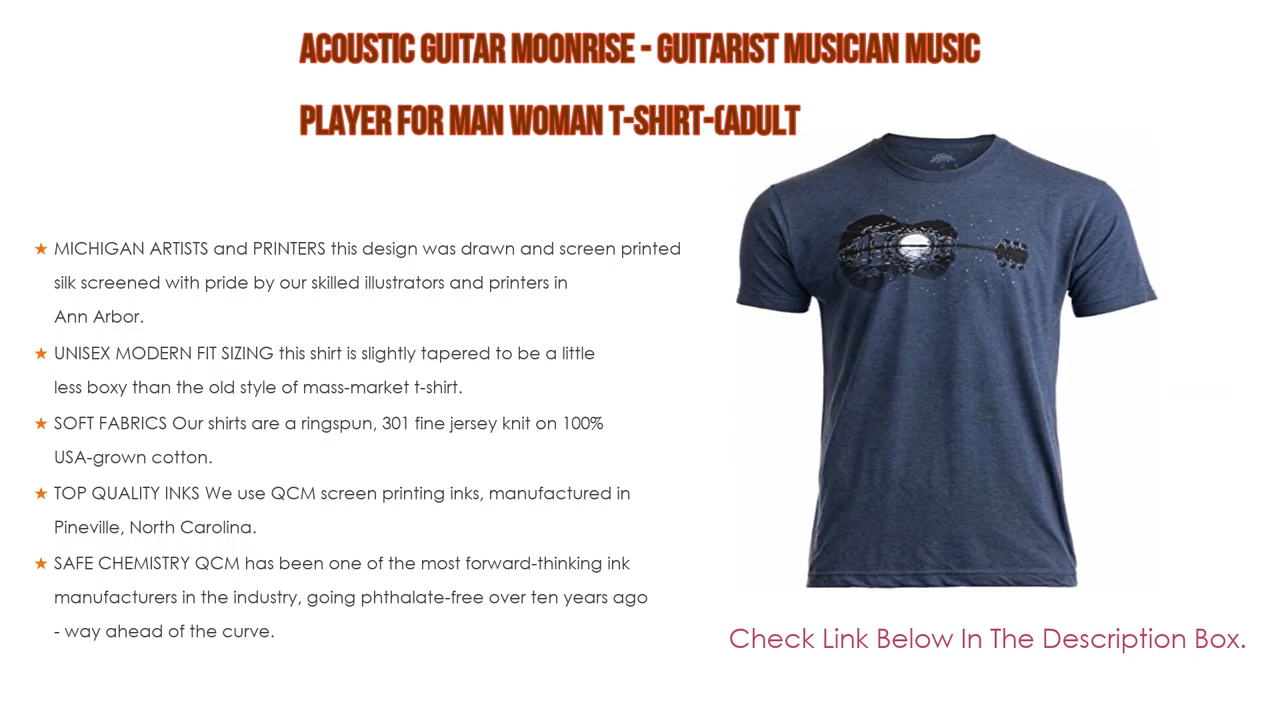 ACOUSTIC GUITAR MOONRISE - GUITARIST MUSICIAN MUSIC
PLAYER FOR MAN WOMAN T-SHIRT-(ADULT
★ MICHIGAN ARTISTS and PRINTERS this design was drawn and screen printed
silk screened with pride by our skilled illustrators and printers in
Ann Arbor.
★ UNISEX MODERN FIT SIZING this shirt is slightly tapered to be a little
less boxy than the old style of mass-market t-shirt.
★ SOFT FABRICS Our shirts are a ringspun, 301 fine jersey knit on 100%
USA-grown cotton.
★ TOP QUALITY INKS We use QCM screen printing inks, manufactured in
Pineville, North Carolina.
★ SAFE CHEMISTRY QCM has been one of the most forward-thinking ink
manufacturers in the industry, going phthalate-free over ten years ago
- way ahead of the curve.
Check Link Below In The Description Box.